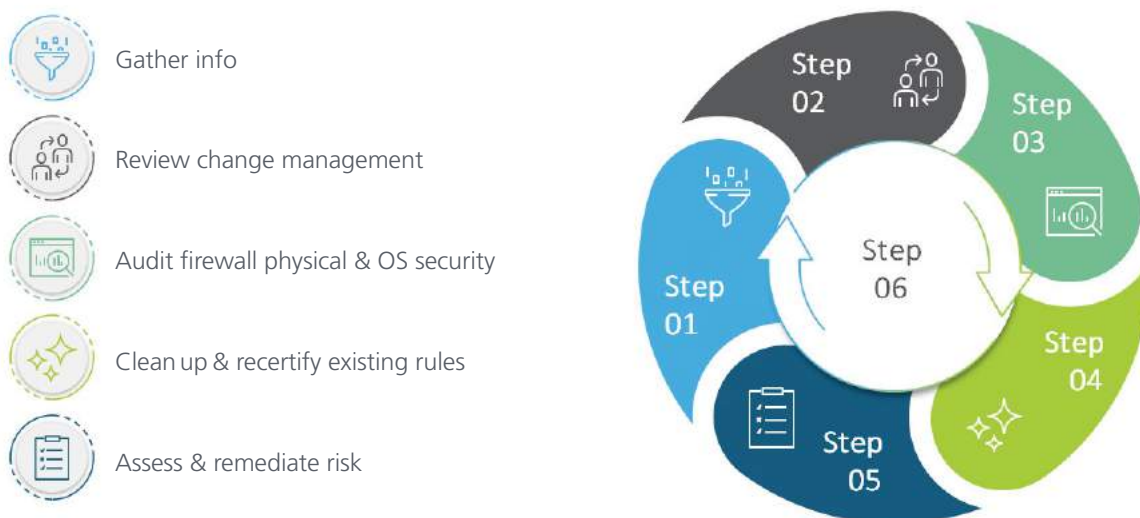 Gather info
Review change management
Audit firewall physical & OS security
Clean up & recertify existing rules
Assess & remediate risk
Step
01
Step
02
Step
03
Step
04
Step
05
Step
06